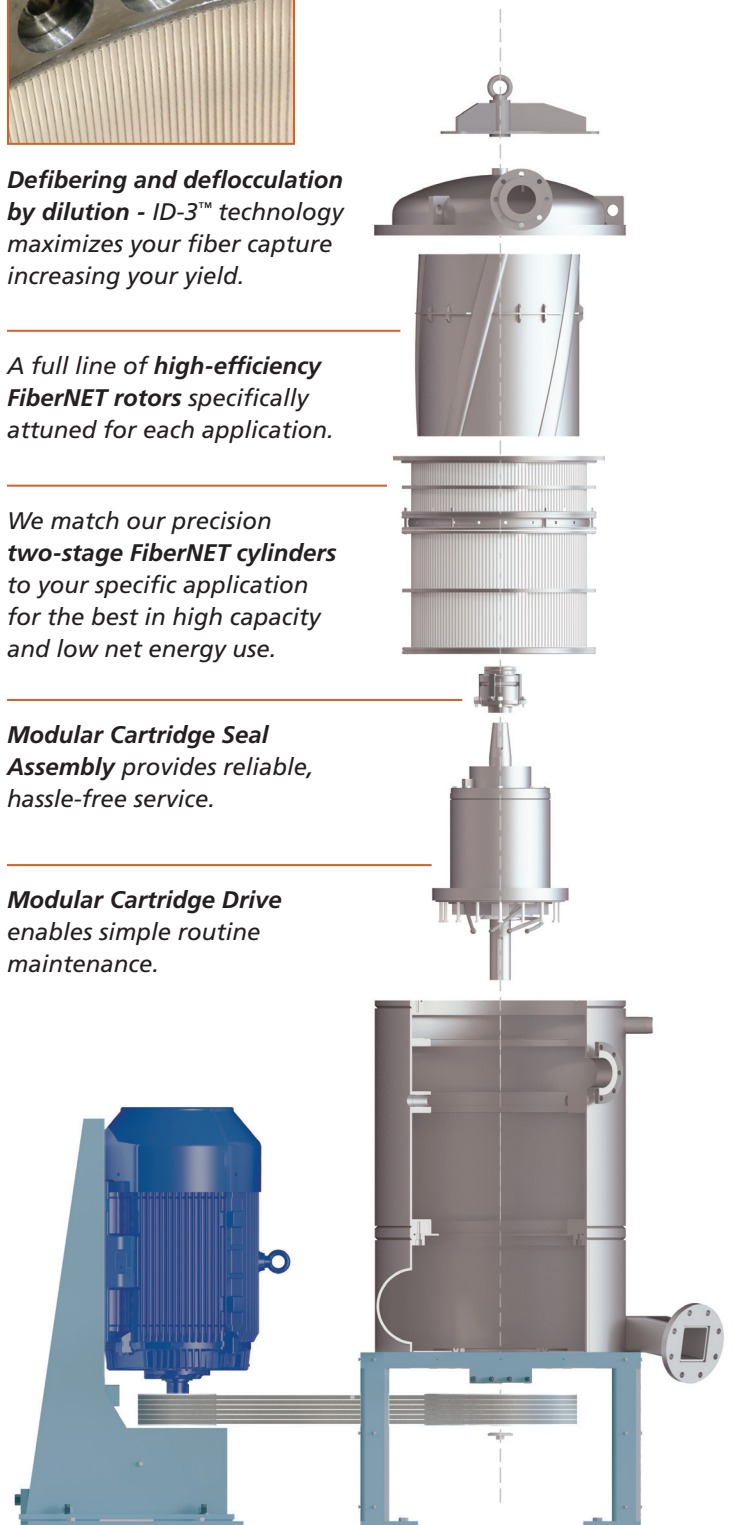 Defibering and deflocculation
by dilution - ID-3™ technology
maximizes your fiber capture
increasing your yield.
A full line of high-efficiency
FiberNET rotors specifically
attuned for each application.
We match our precision
two-stage FiberNET cylinders
to your specific application
for the best in high capacity
and low net energy use.
Modular Cartridge Seal
Assembly provides reliable,
hassle-free service.
Modular Cartridge Drive
enables simple routine
maintenance.